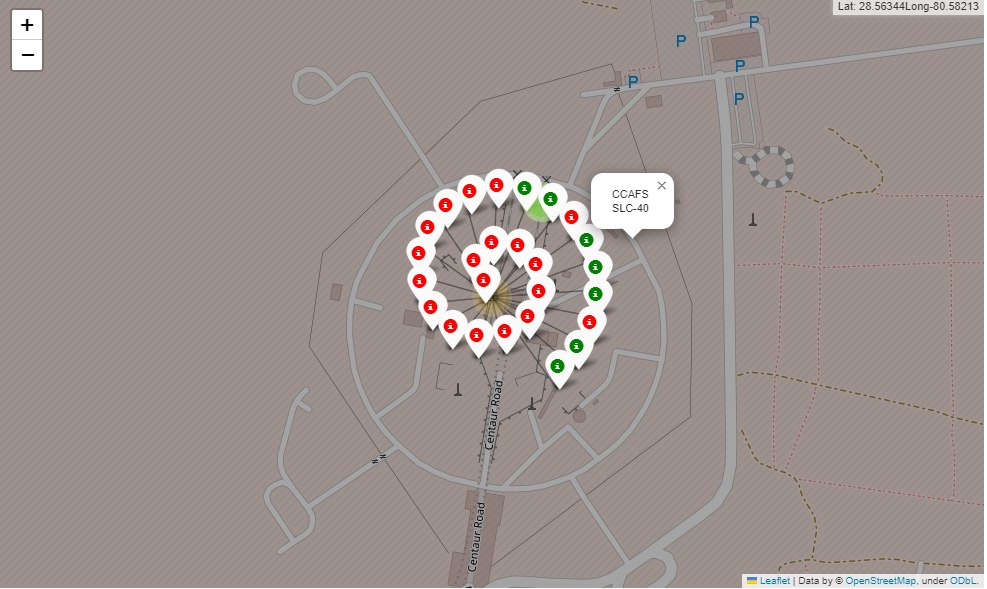 +
−
Lat: 28.56344Long-80.58213
P
P
P
P
P
CCAFS
SLC-40
×
Centaur Road
Centaur Road
Leaflet | Data by © OpenStreetMap, under ODbL.